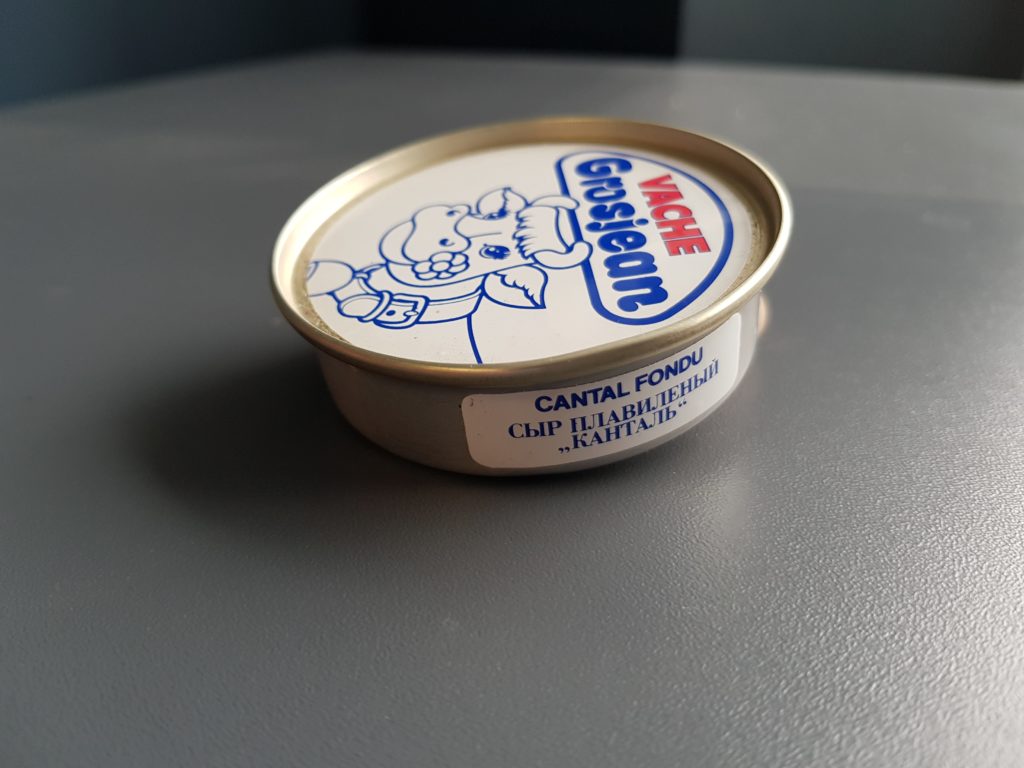 VACHE
Grosjean
CANTAL FONDU
СЫР ПЛАВИЛЕНЫЙ
„КАНТАЛЬ“